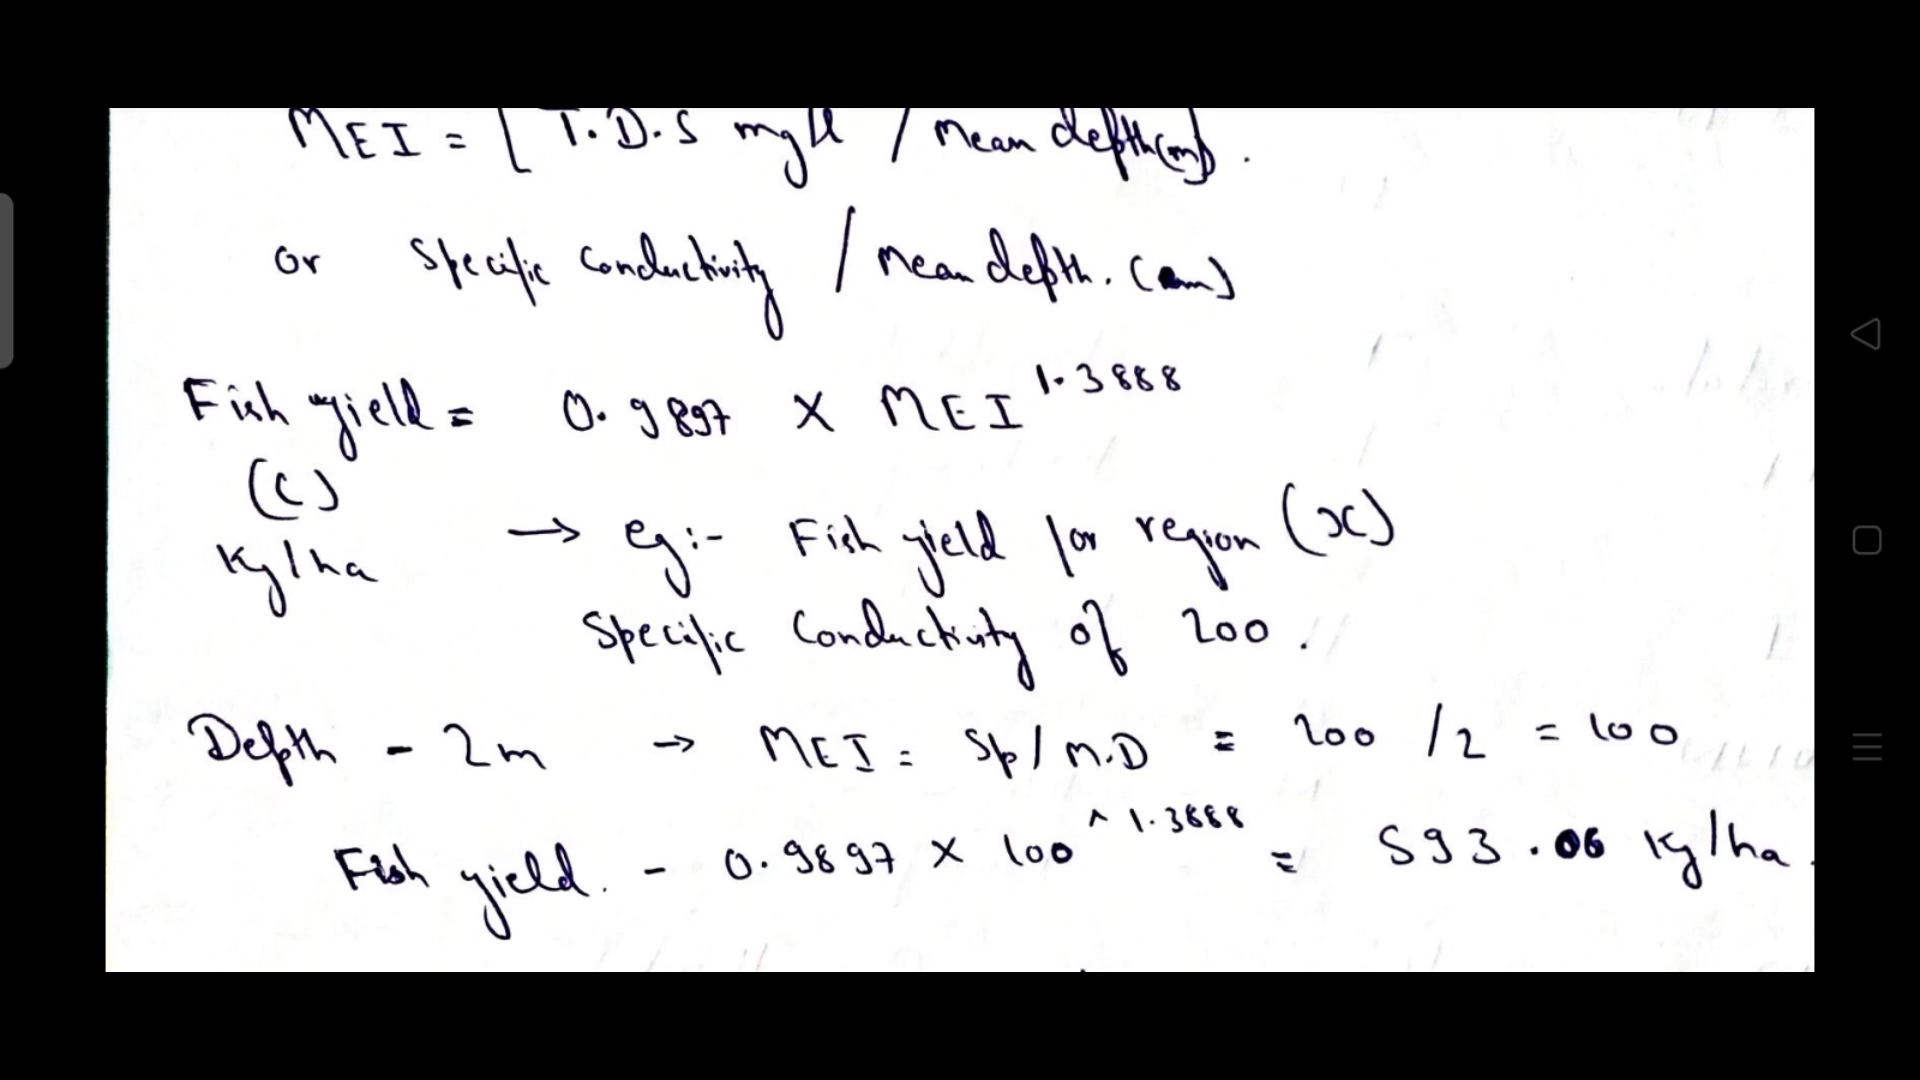 MEI = [ T.D.S mg/l / Mean depth(m)] .
or Specific Conductivity / Mean depth. (m)
Fish yield = 0.9897 X MEI^1.3888
(C)
Kg/ha
→ eg:- Fish yield for region (x)
Specific Conductivity of 200 .
Depth - 2m → MEI = Sp/M.D = 200 /2 = 100
Fish yield. - 0.9897 X 100^1.3888 = 593.06 Kg/ha.